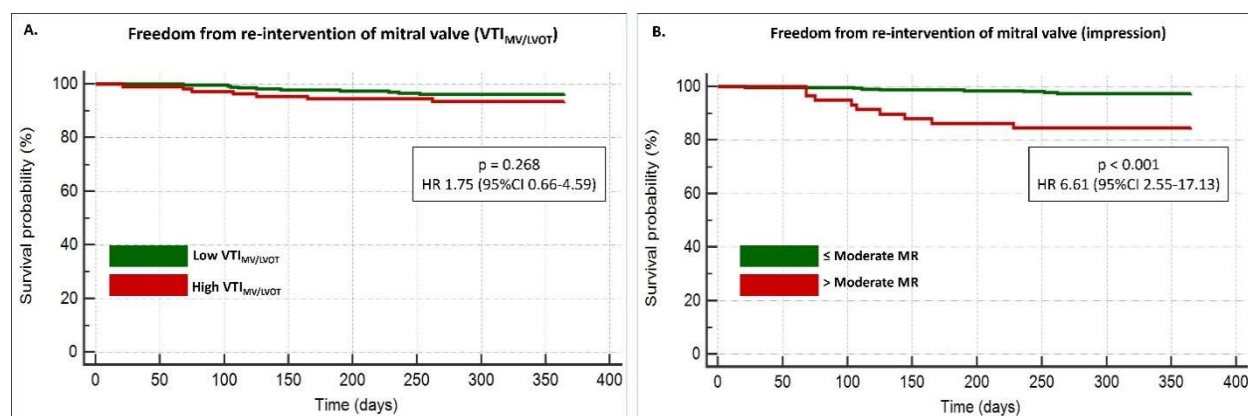 A.
Freedom from re-intervention of mitral valve (VTI_MV/LVOT)
Survival probability (%)
100
80
60
40
20
0
p = 0.268
HR 1.75 (95%CI 0.66-4.59)
Low VTI_MV/LVOT
High VTI_MV/LVOT
0 50 100 150 200 250 300 350 400
Time (days)
B.
Freedom from re-intervention of mitral valve (impression)
Survival probability (%)
100
80
60
40
20
0
p < 0.001
HR 6.61 (95%CI 2.55-17.13)
≤ Moderate MR
> Moderate MR
0 50 100 150 200 250 300 350 400
Time (days)